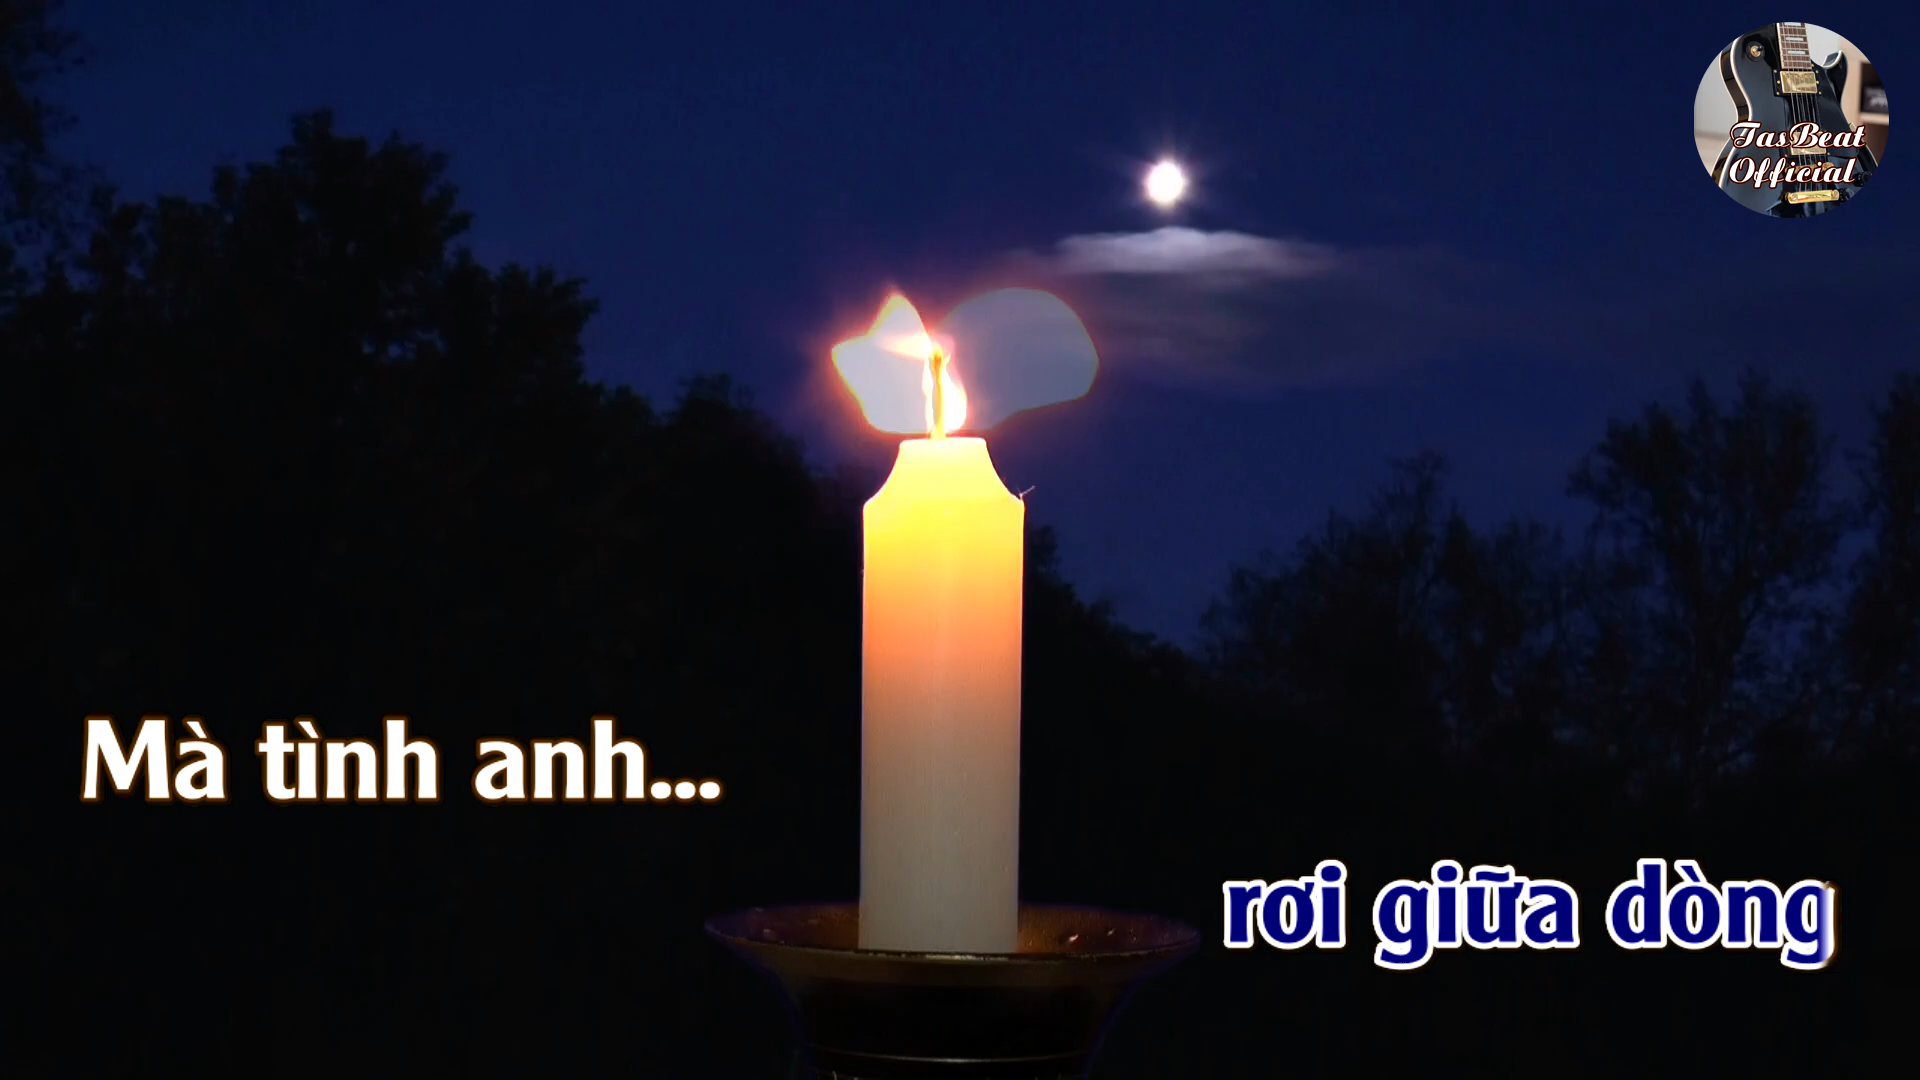 TasBeat
Official
Mà tình anh...
rơi giữa dòng